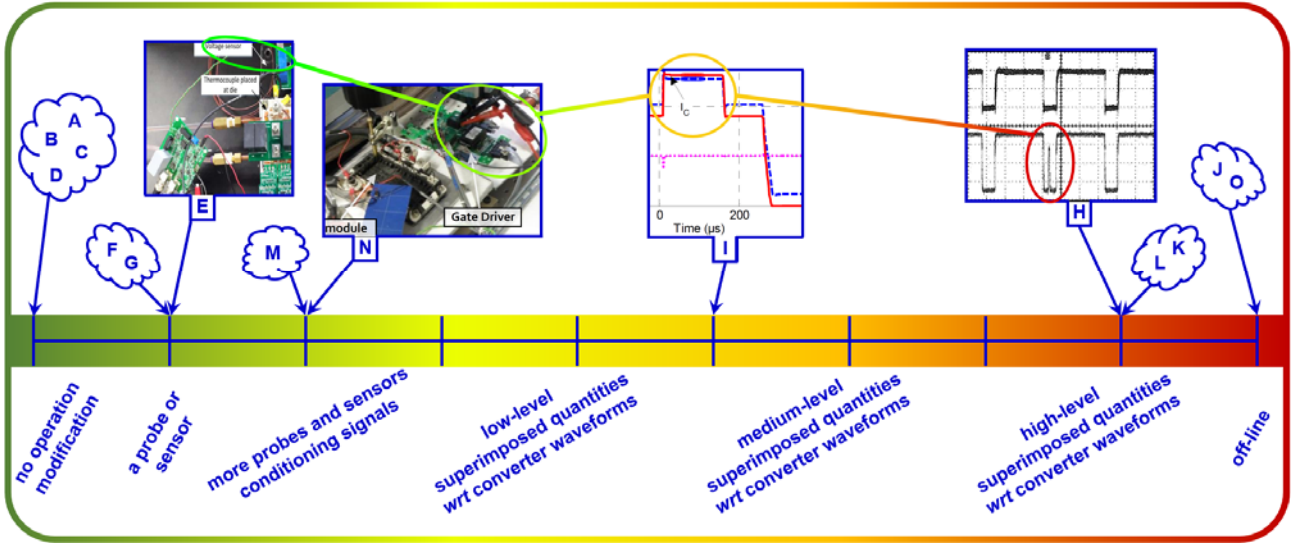 voltage sensor
Thermocouple placed
at die
E
module
Gate Driver
N
I_C
0
200
Time (µs)
I
H
A
B
C
D
F
G
M
K
L
J
O
no operation
modification
a probe or
sensor
more probes and sensors
conditioning signals
low-level
superimposed quantities
wrt converter waveforms
medium-level
superimposed quantities
wrt converter waveforms
high-level
superimposed quantities
wrt converter waveforms
off-line